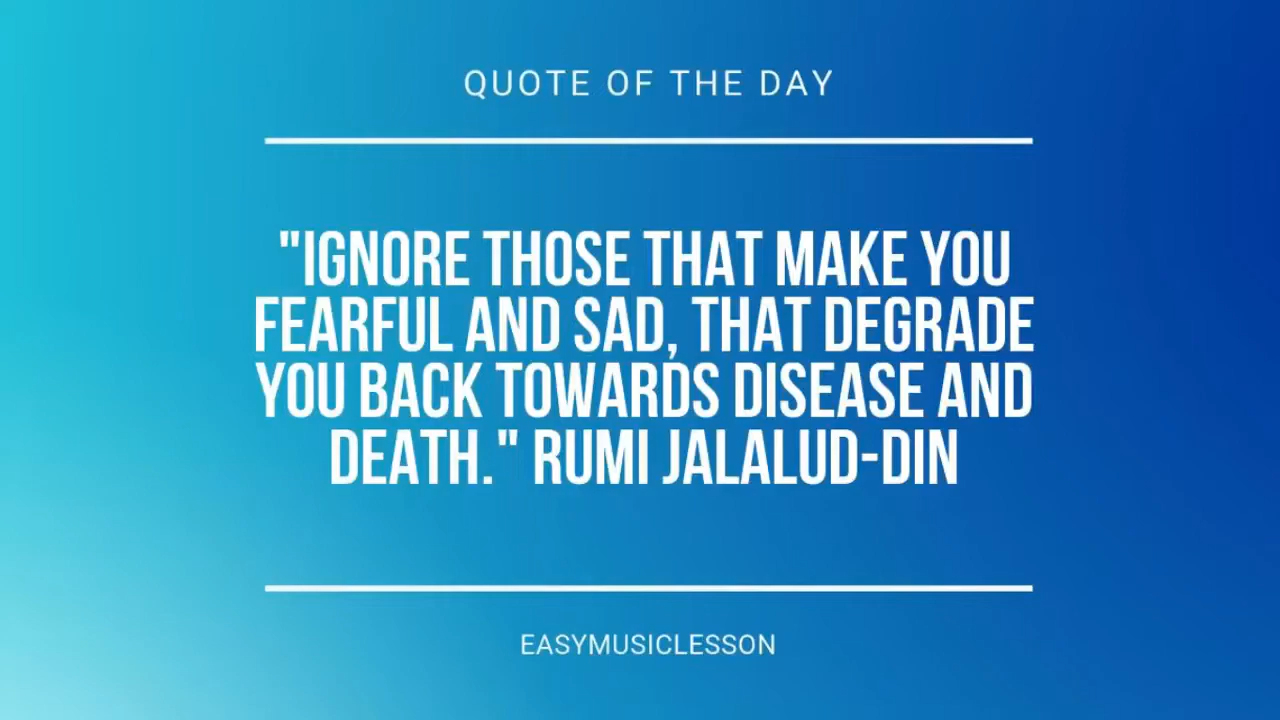 QUOTE OF THE DAY
"IGNORE THOSE THAT MAKE YOU
FEARFUL AND SAD, THAT DEGRADE
YOU BACK TOWARDS DISEASE AND
DEATH." RUMI JALALUD-DIN
EASYMUSICLESSON